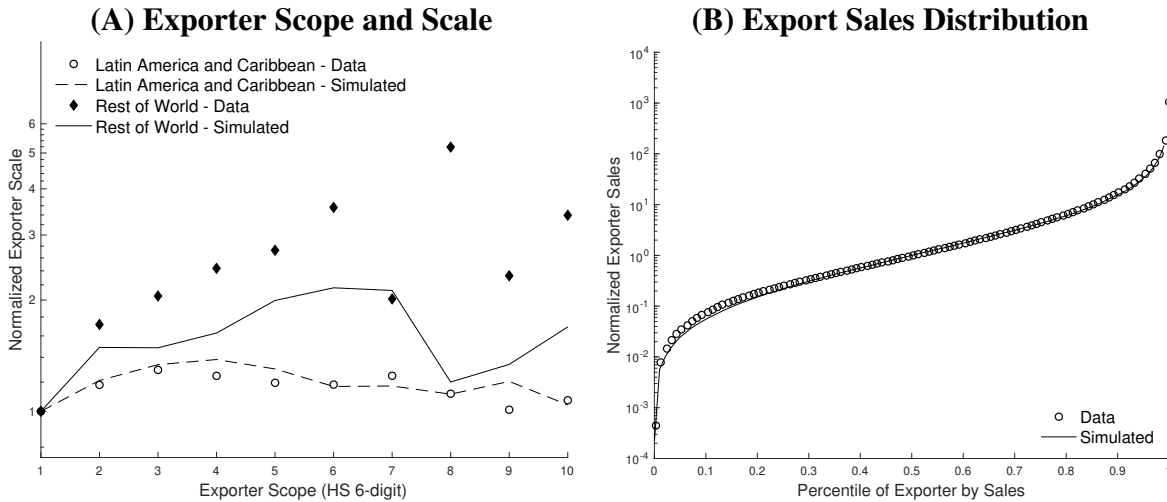 (A) Exporter Scope and Scale
Latin America and Caribbean - Data
Latin America and Caribbean - Simulated
Rest of World - Data
Rest of World - Simulated
Normalized Exporter Scale
6
5
4
3
2
1
1 2 3 4 5 6 7 8 9 10
Exporter Scope (HS 6-digit)
(B) Export Sales Distribution
Normalized Exporter Sales
10^4
10^3
10^2
10^1
10^0
10^-1
10^-2
10^-3
10^-4
Data
Simulated
0 0.1 0.2 0.3 0.4 0.5 0.6 0.7 0.8 0.9
Percentile of Exporter by Sales